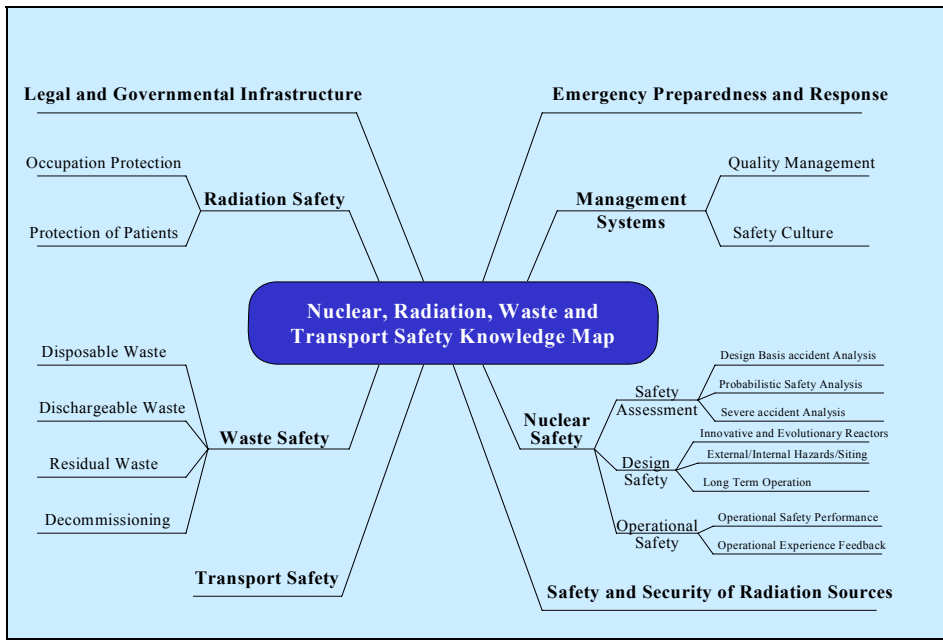 Legal and Governmental Infrastructure
Emergency Preparedness and Response
Occupation Protection
Radiation Safety
Protection of Patients
Quality Management
Management
Systems
Safety Culture
Nuclear, Radiation, Waste and
Transport Safety Knowledge Map
Disposable Waste
Dischargeable Waste
Waste Safety
Residual Waste
Decommissioning
Nuclear
Safety
Safety
Assessment
Design Basis accident Analysis
Probabilistic Safety Analysis
Severe accident Analysis
Design
Safety
Innovative and Evolutionary Reactors
External/Internal Hazards/Siting
Long Term Operation
Operational
Safety
Operational Safety Performance
Operational Experience Feedback
Transport Safety
Safety and Security of Radiation Sources